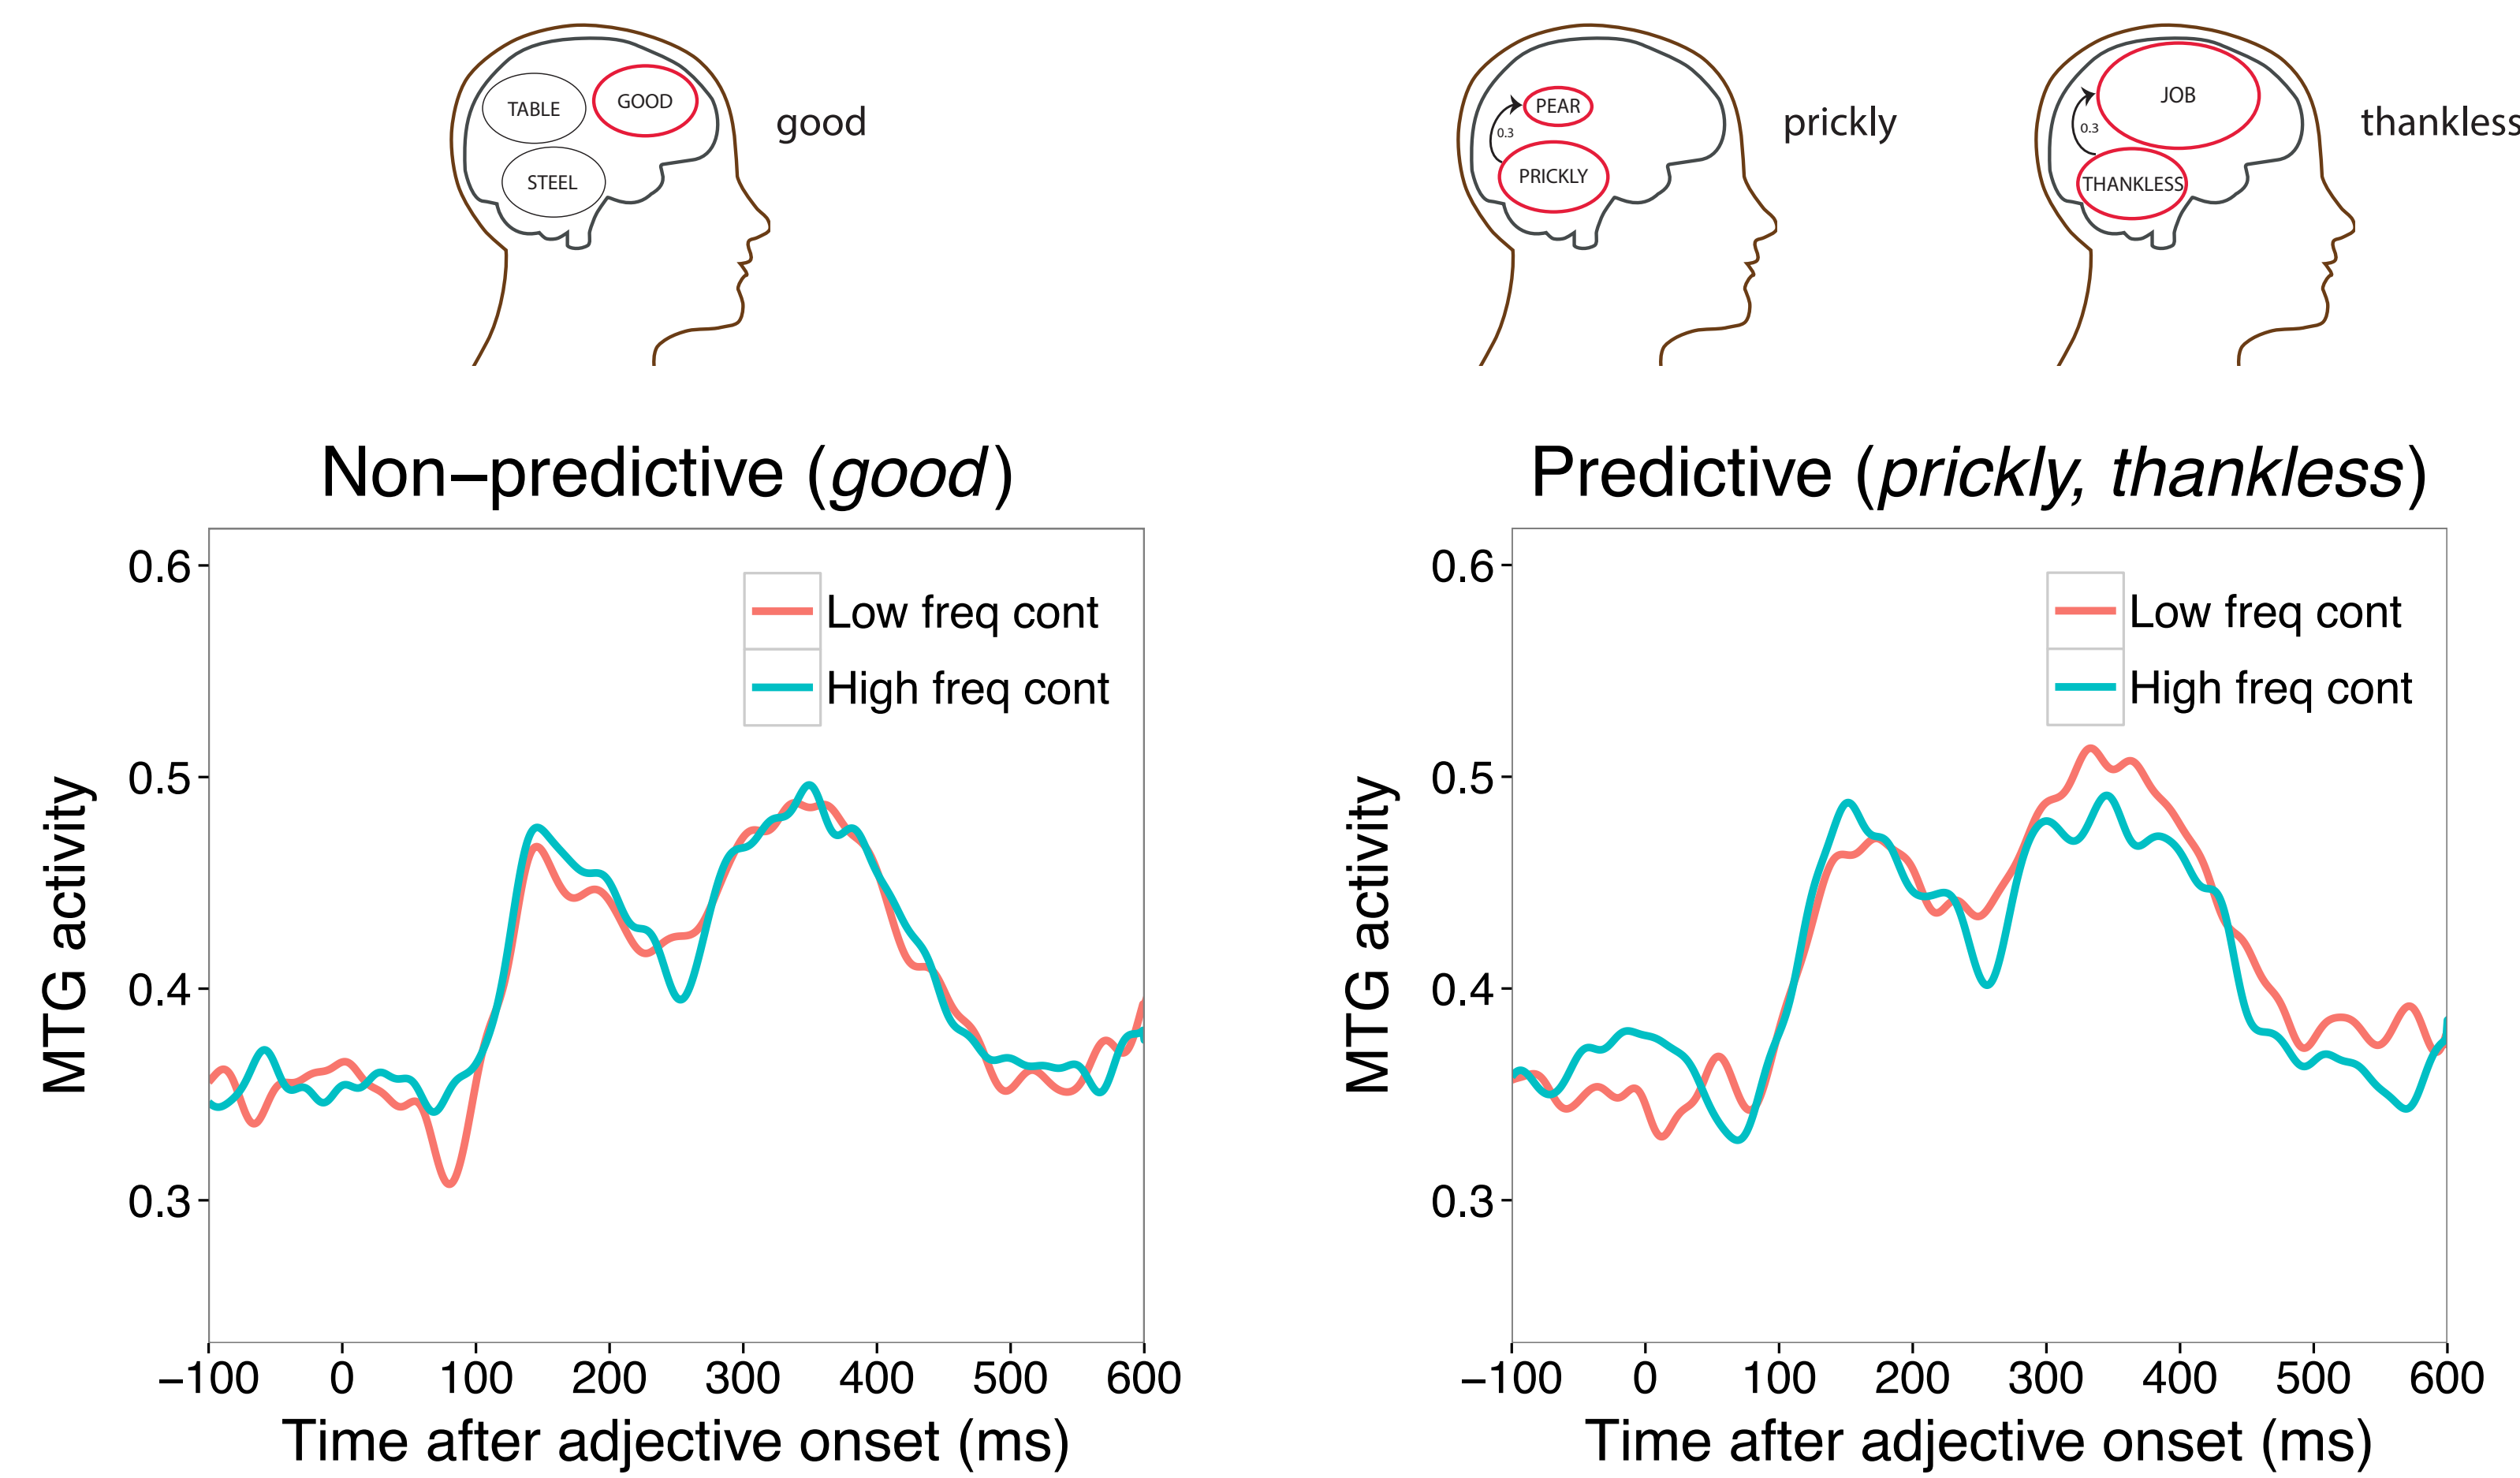 TABLE
GOOD
STEEL
good
PEAR
0.3
PRICKLY
prickly
JOB
0.3
THANKLESS
thankless
Non−predictive (good)
0.6
0.5
0.4
0.3
MTG activity
Low freq cont
High freq cont
−100 0 100 200 300 400 500 600
Time after adjective onset (ms)
Predictive (prickly, thankless)
0.6
0.5
0.4
0.3
MTG activity
Low freq cont
High freq cont
−100 0 100 200 300 400 500 600
Time after adjective onset (ms)